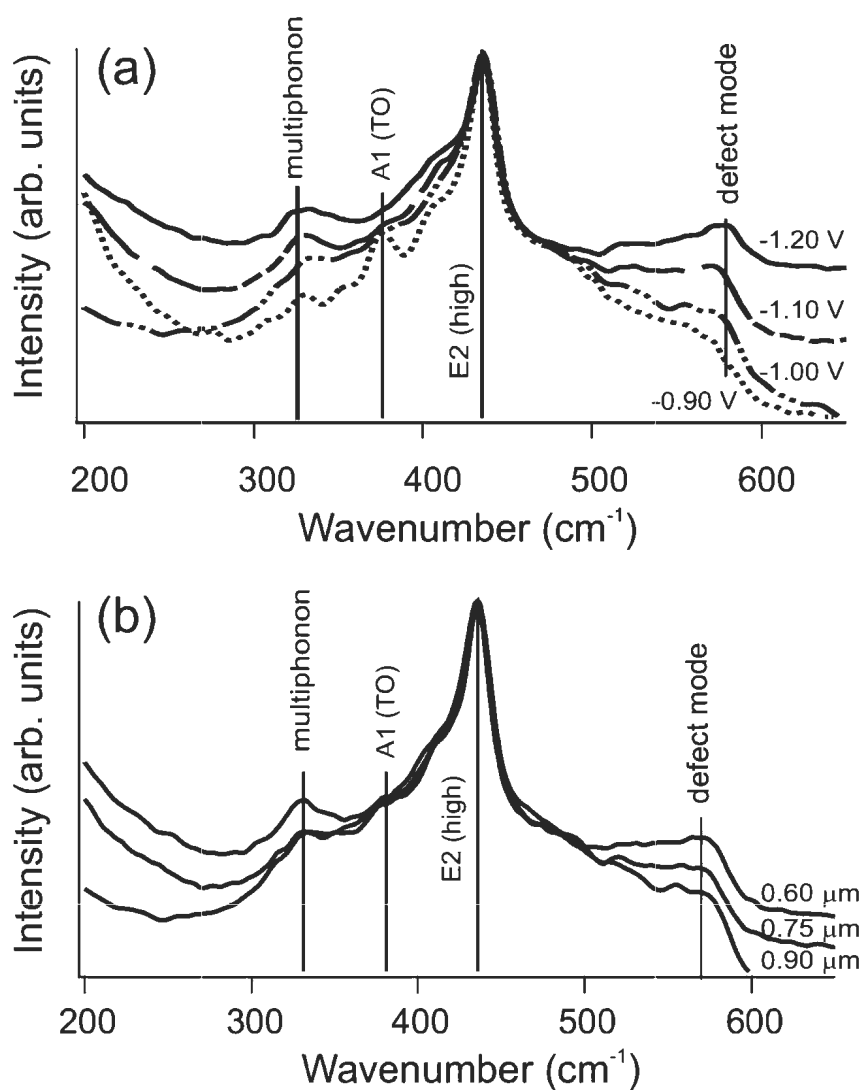 (a)
Intensity (arb. units)
multiphonon
A1 (TO)
E2 (high)
defect mode
-1.20 V
-1.10 V
-1.00 V
-0.90 V
200 300 400 500 600
Wavenumber (cm⁻¹)
(b)
Intensity (arb. units)
multiphonon
A1 (TO)
E2 (high)
defect mode
0.60 μm
0.75 μm
0.90 μm
200 300 400 500 600
Wavenumber (cm⁻¹)